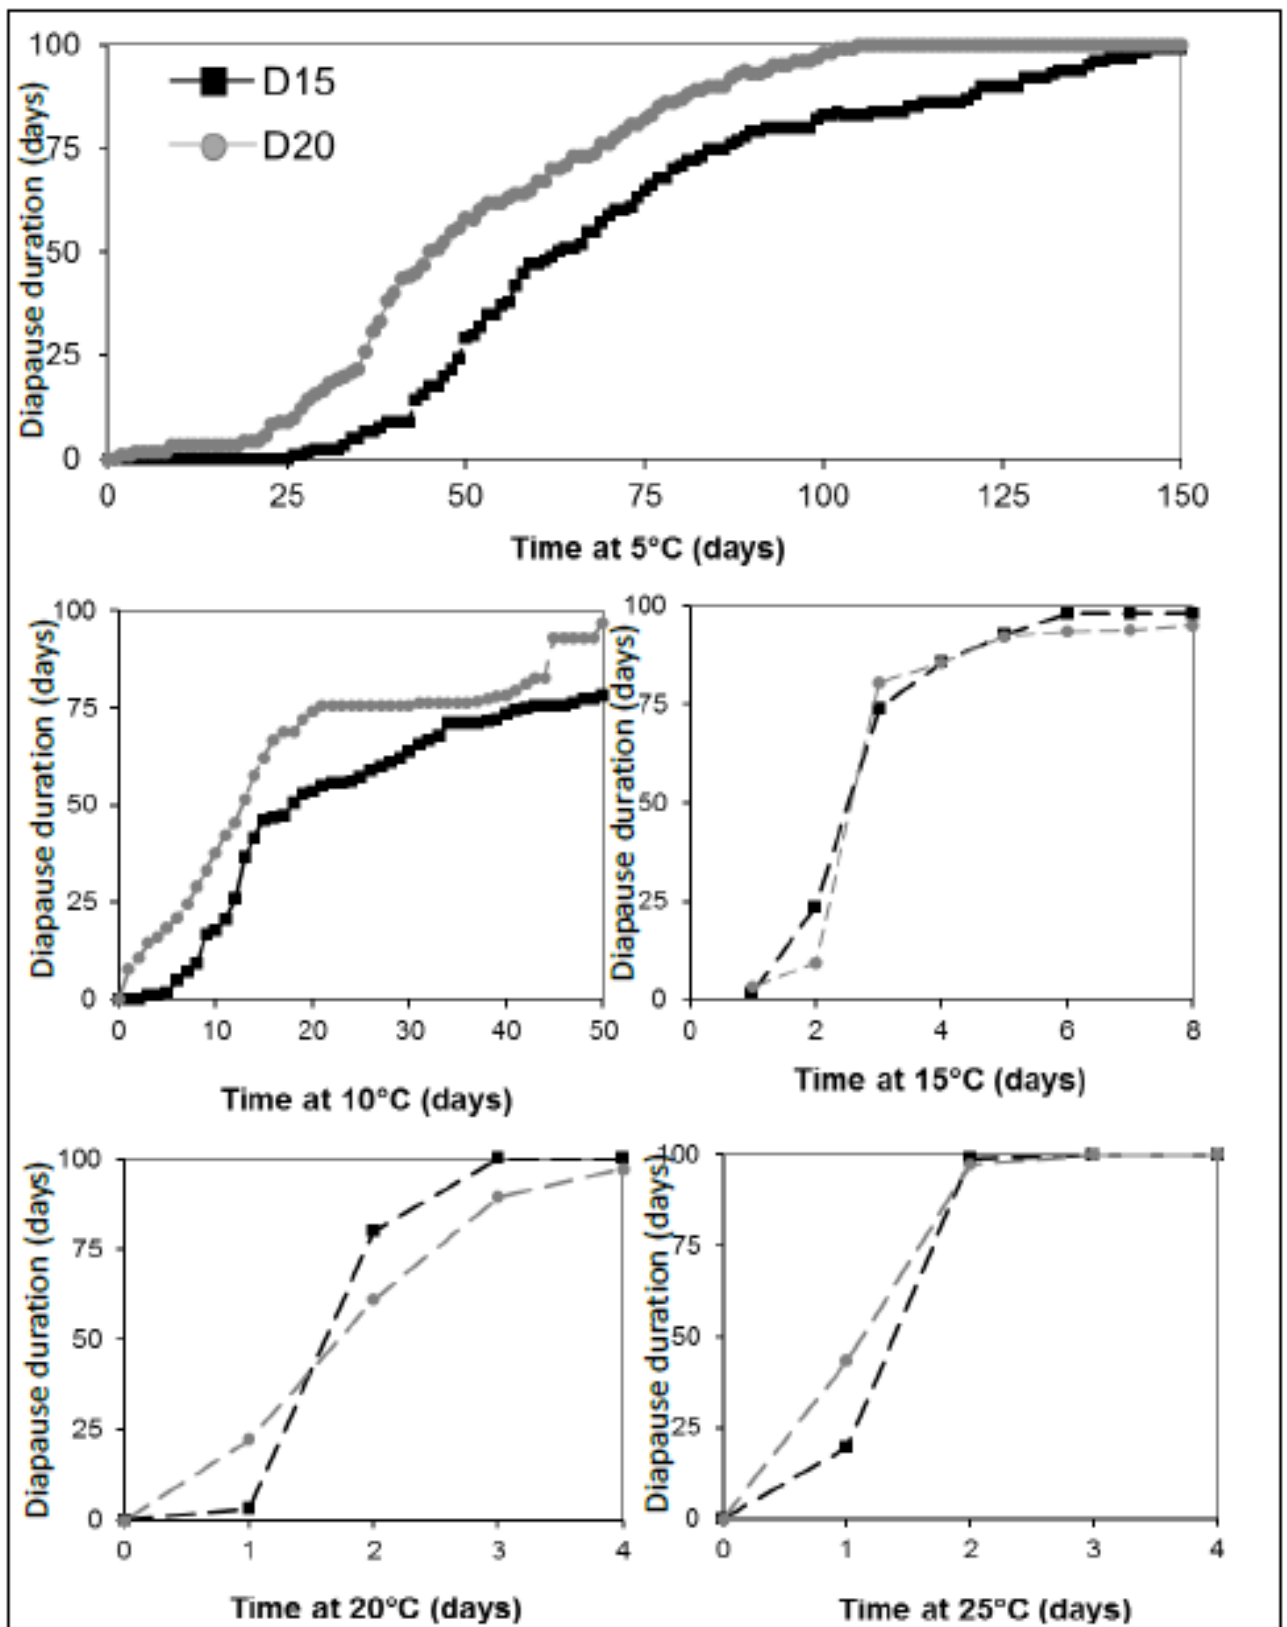 Diapause duration (days)
100
75
50
25
0
D15
D20
0 25 50 75 100 125 150
Time at 5°C (days)
Diapause duration (days)
100
75
50
25
0
0 10 20 30 40 50
Time at 10°C (days)
Diapause duration (days)
100
75
50
25
0
0 2 4 6 8
Time at 15°C (days)
Diapause duration (days)
100
75
50
25
0
0 1 2 3 4
Time at 20°C (days)
Diapause duration (days)
100
75
50
25
0
0 1 2 3 4
Time at 25°C (days)